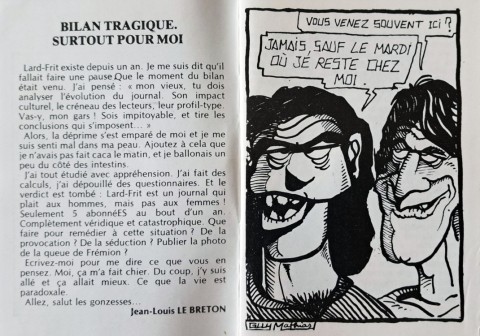 BILAN TRAGIQUE.
SURTOUT POUR MOI
Lard-Frit existe depuis un an. Je me suis dit qu'il
fallait faire une pause. Que le moment du bilan
était venu. J'ai pensé : « mon vieux, tu dois
analyser l'évolution du journal. Son impact
culturel, le créneau des lecteurs, leur profil-type.
Vas-y, mon gars ! Sois impitoyable, et tire les
conclusions qui s'imposent... »
Alors, la déprime s'est emparé de moi et je me
suis senti mal dans ma peau. Ajoutez à cela que
je n'avais pas fait caca le matin, et je ballonais un
peu du côté des intestins.
J'ai tout étudié avec appréhension. J'ai fait des
calculs, j'ai dépouillé des questionnaires. Et le
verdict est tombé : Lard-Frit est un journal qui
plait aux hommes, mais pas aux femmes !
Seulement 5 abonnéES au bout d'un an.
Complètement véridique et catastrophique. Que
faire pour remédier à cette situation ? De la
provocation ? De la séduction ? Publier la photo
de la queue de Frémion ?
Ecrivez-moi pour me dire ce que vous en
pensez. Moi, ça m'a fait chier. Du coup, j'y suis
allé et ça allait mieux. Ce que la vie est
paradoxale.
Allez, salut les gonzesses...
Jean-Louis LE BRETON
VOUS VENEZ SOUVENT ICI ?
JAMAIS, SAUF LE MARDI
OÙ JE RESTE CHEZ
MOI.
Mathias